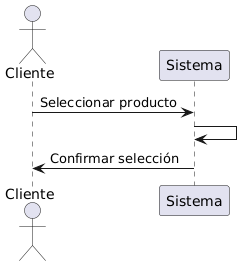 Cliente
Sistema
Seleccionar producto
Confirmar selección
Cliente
Sistema